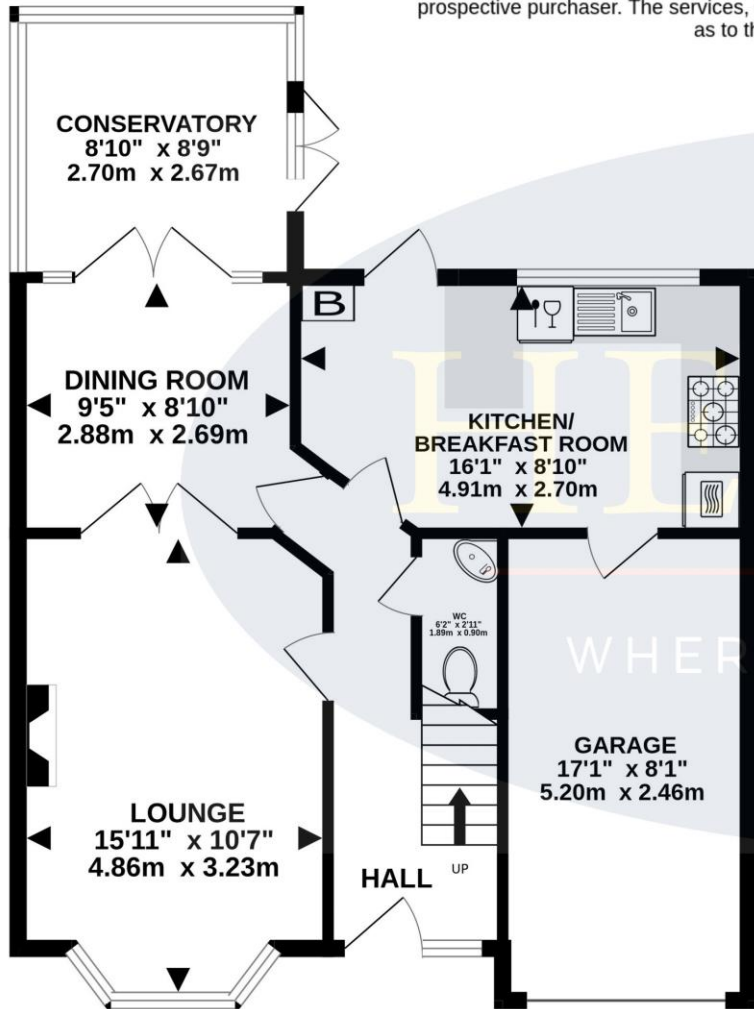 prospective purchaser. The services,
as to th
CONSERVATORY
8'10" x 8'9"
2.70m x 2.67m
B
DINING ROOM
9'5" x 8'10"
2.88m x 2.69m
HE
KITCHEN/
BREAKFAST ROOM
16'1" x 8'10"
4.91m x 2.70m
WC
6'2" x 2'11"
1.89m x 0.90m
WHER
GARAGE
17'1" x 8'1"
5.20m x 2.46m
LOUNGE
15'11" x 10'7"
4.86m x 3.23m
HALL
UP